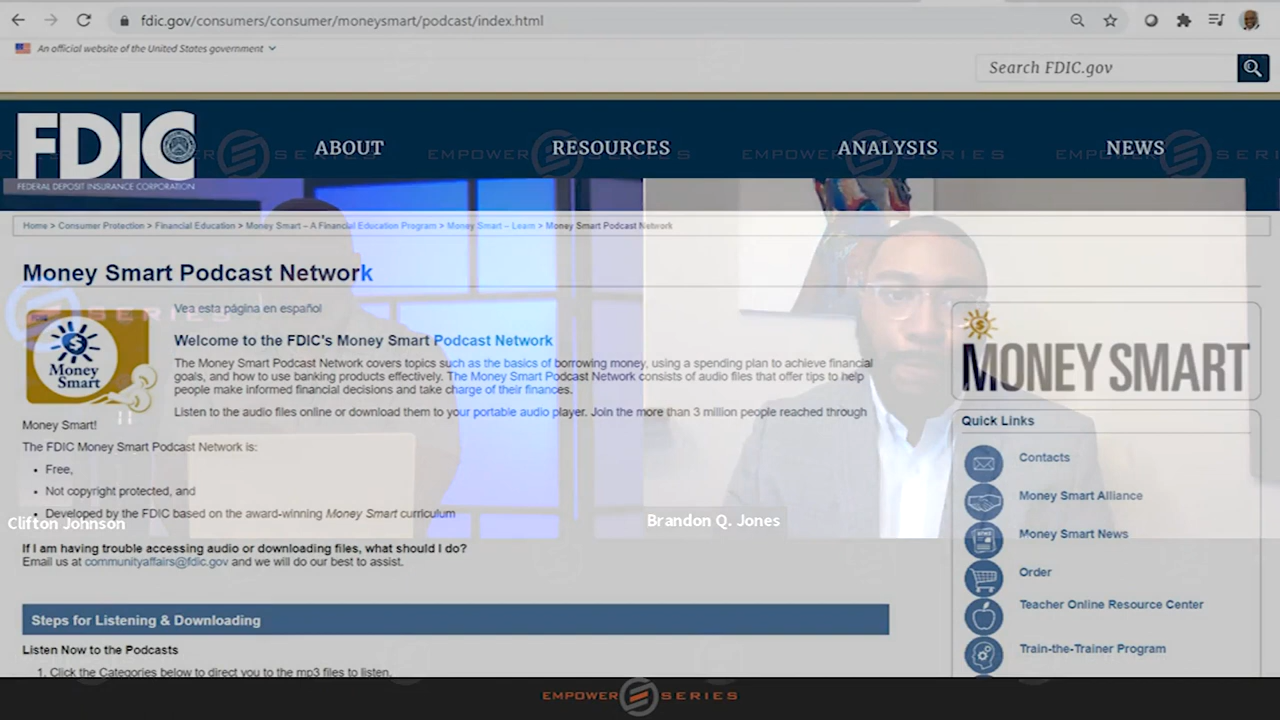 fdic.gov/consumers/consumer/moneysmart/podcast/index.html
An official website of the United States government
Search FDIC.gov
FDIC
FEDERAL DEPOSIT INSURANCE CORPORATION
ABOUT
RESOURCES
ANALYSIS
NEWS
EMPOWER SERIES
Home > Consumer Protection > Financial Education > Money Smart – A Financial Education Program > Money Smart – Learn > Money Smart Podcast Network
Money Smart Podcast Network
Vea esta página en español
Money
Smart
Welcome to the FDIC's Money Smart Podcast Network
The Money Smart Podcast Network covers topics such as the basics of borrowing money, using a spending plan to achieve financial
goals, and how to use banking products effectively. The Money Smart Podcast Network consists of audio files that offer tips to help
people make informed financial decisions and take charge of their finances.
Listen to the audio files online or download them to your portable audio player. Join the more than 3 million people reached through
Money Smart!
The FDIC Money Smart Podcast Network is:
• Free,
• Not copyright protected, and
• Developed by the FDIC based on the award-winning Money Smart curriculum
Clifton Johnson
Brandon Q. Jones
If I am having trouble accessing audio or downloading files, what should I do?
Email us at communityaffairs@fdic.gov and we will do our best to assist.
Steps for Listening & Downloading
Listen Now to the Podcasts
1. Click the Categories below to direct you to the mp3 files to listen.
MONEY SMART
Quick Links
Contacts
Money Smart Alliance
Money Smart News
Order
Teacher Online Resource Center
Train-the-Trainer Program
EMPOWER SERIES